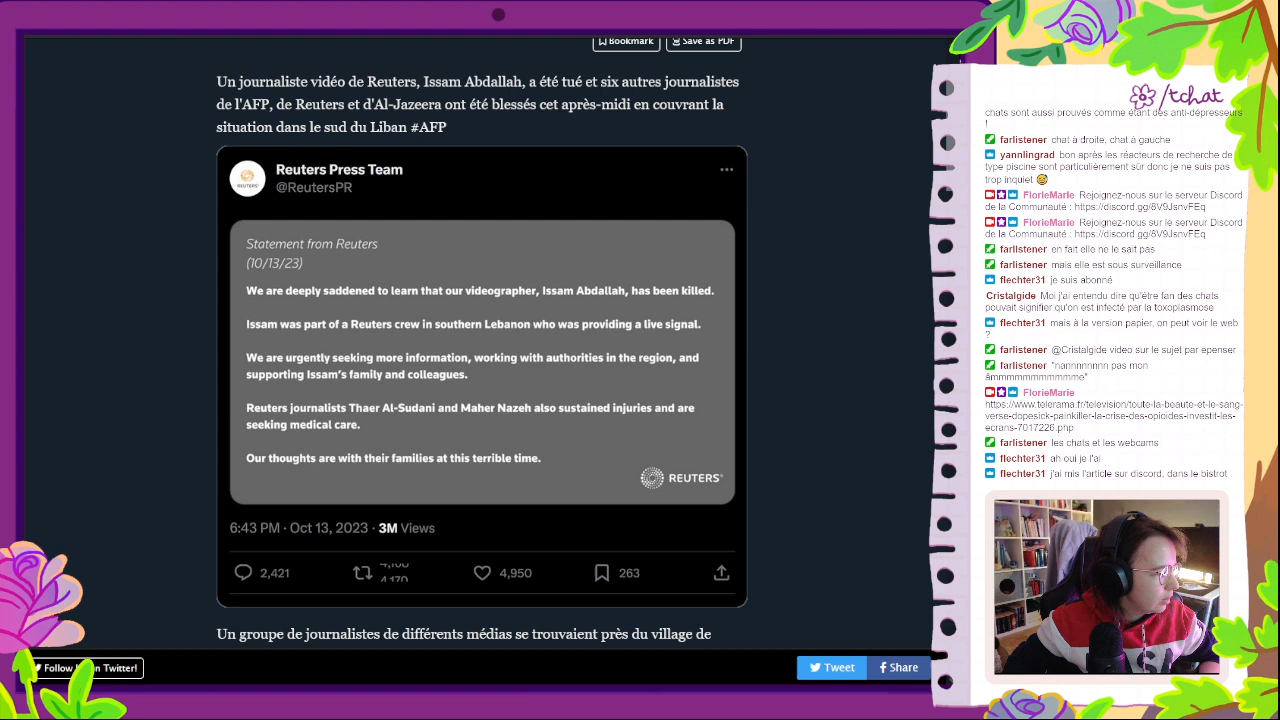 Bookmark
Save as PDF
Un journaliste vidéo de Reuters, Issam Abdallah, a été tué et six autres journalistes
de l'AFP, de Reuters et d'Al-Jazeera ont été blessés cet après-midi en couvrant la
situation dans le sud du Liban #AFP
Reuters Press Team
@ReutersPR
REUTERS
Statement from Reuters
(10/13/23)
We are deeply saddened to learn that our videographer, Issam Abdallah, has been killed.
Issam was part of a Reuters crew in southern Lebanon who was providing a live signal.
We are urgently seeking more information, working with authorities in the region, and
supporting Issam's family and colleagues.
Reuters journalists Thaer Al-Sudani and Maher Nazeh also sustained injuries and are
seeking medical care.
Our thoughts are with their families at this terrible time.
REUTERS
6:43 PM · Oct 13, 2023 · 3M Views
2,421
4,170
4,950
263
Un groupe de journalistes de différents médias se trouvaient près du village de
Follow on Twitter!
Tweet
Share
/tchat
chats sont aussi prouvés comme étant des anti-dépresseurs
!
farlistener chat à droite, chat à gauche
yannlingrad bon après les réacteurs de recherche de
type piscine sont particulièrement sûr donc je ne suis pas
trop inquiet 😅
FlorieMarie Rejoignez-nous sur le serveur Discord
de la Communauté : https://discord.gg/8V9JsnvFEq
FlorieMarie Rejoignez-nous sur le serveur Discord
de la Communauté : https://discord.gg/8V9JsnvFEq
farlistener en fait elle ne le sait pas
farlistener mais elle est sous surveillance
flechter31 je suis abonné
Cristalgide Moi j'ai entendu dire qu'être fan des chats
pouvait signifier qu'on est infecté par la toxoplasmose
flechter31 mais à la version papier, on peut voir le web
?
farlistener @Cristalgide video sur le sujet par epenser
farlistener "nannnnnnnn pas mon
âmmmmmmmmmmme"
FlorieMarie
https://www.telerama.fr/television/toute-la-beaute-et-le-sang-
verse-dopesick-painkiller-la-crise-des-opioides-investit-les-
ecrans-7017226.php
farlistener les chats et les webcams
flechter31 ah oui je l'ai
flechter31 j'ai mis l'article sur discord, dans le bistrot